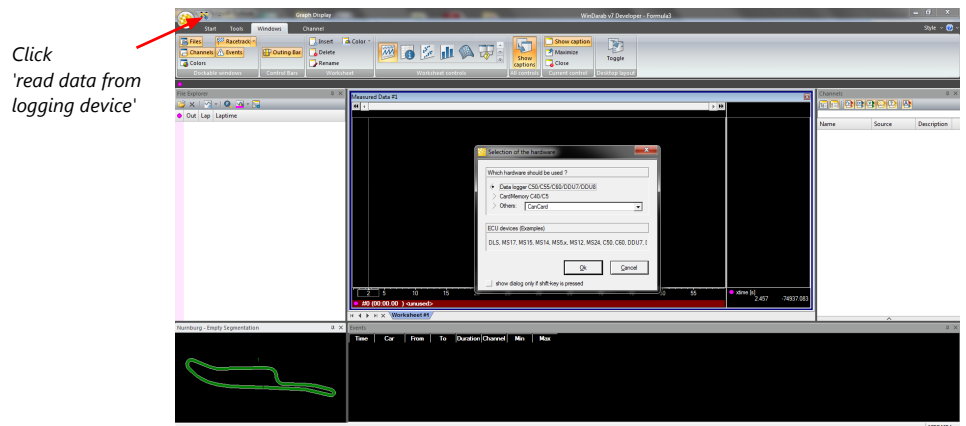 Click
'read data from
logging device'
Graph Display
WinDarab v7 Developer - Formula3
Start Tools Windows Channel
Style
Files Racetrack
Channels Events
Colors
Dockable windows
Outing Bar
Control Bars
Insert Color
Delete
Rename
Worksheet
Worksheet controls
Show
captions
All controls
Show caption
Maximize
Close
Current control
Toggle
Desktop layout
File Explorer
Out Lap Laptime
Measured Data #1
Channels
Name Source Description
Selection of the hardware
Which hardware should be used ?
Data logger C50/C55/C60/DDU7/DDU8
CardMemory C40/C5
Others: CanCard
ECU devices (Examples)
DLS, MS17, MS15, MS14, MS5.x, MS12, MS24, C50, C60, DDU7, [
Ok Cancel
show dialog only if shift-key is pressed
2 5 10 15 50 55
xtime [s]
2.457 -74937.083
#0 (00:00.00 ) <unused>
Worksheet #1
Nurnburg - Empty Segmentation
Events
Time Car From To Duration Channel Min Max